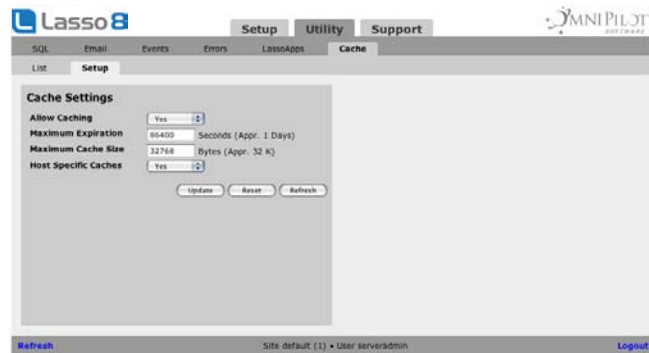 Lasso 8
Setup Utility Support
OMNIPILOT
SOFTWARE
SQL Email Events Errors LassoApps Cache
List Setup
Cache Settings
Allow Caching Yes
Maximum Expiration 86400 Seconds (Appr. 1 Days)
Maximum Cache Size 32768 Bytes (Appr. 32 K)
Host Specific Caches Yes
Update Reset Refresh
Refresh Site default (1) • User serveradmin Logout